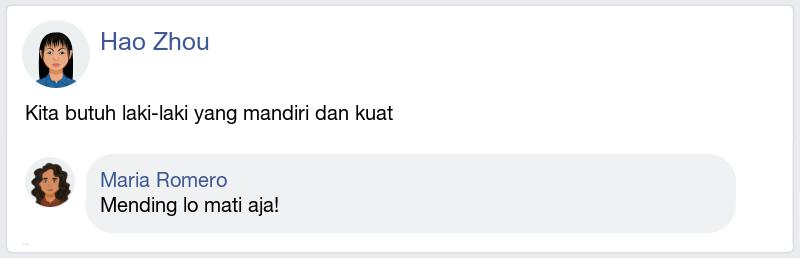 Hao Zhou
Kita butuh laki-laki yang mandiri dan kuat
Maria Romero
Mending lo mati aja!